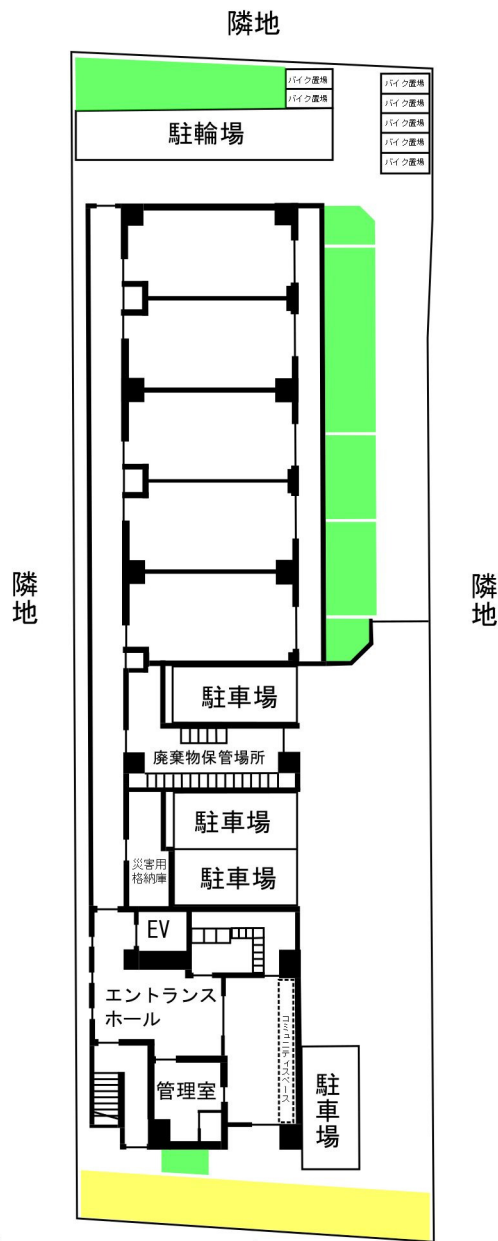 隣地
バイク置場
バイク置場
バイク置場
バイク置場
バイク置場
バイク置場
バイク置場
駐輪場
隣地
隣地
駐車場
廃棄物保管場所
駐車場
災害用
格納庫
駐車場
EV
エントランス
ホール
コミュニティスペース
管理室
駐車場